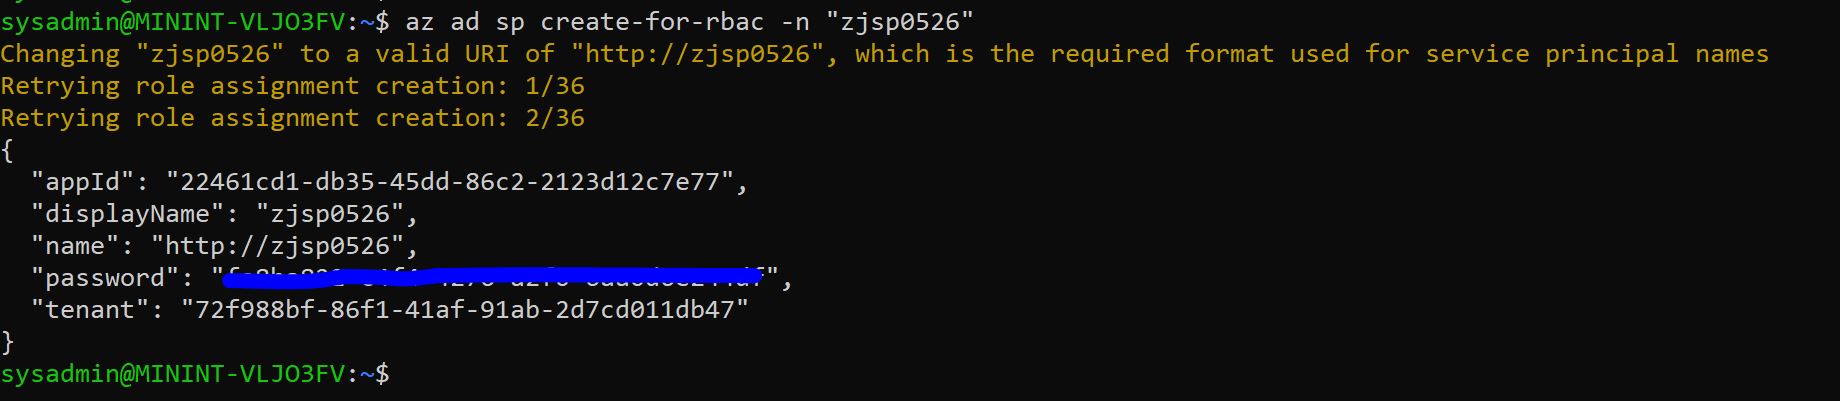 sysadmin@MININT-VLJO3FV:~$ az ad sp create-for-rbac -n "zjsp0526"
Changing "zjsp0526" to a valid URI of "http://zjsp0526", which is the required format used for service principal names
Retrying role assignment creation: 1/36
Retrying role assignment creation: 2/36
{
  "appId": "22461cd1-db35-45dd-86c2-2123d12c7e77",
  "displayName": "zjsp0526",
  "name": "http://zjsp0526",
  "password": "",
  "tenant": "72f988bf-86f1-41af-91ab-2d7cd011db47"
}
sysadmin@MININT-VLJO3FV:~$